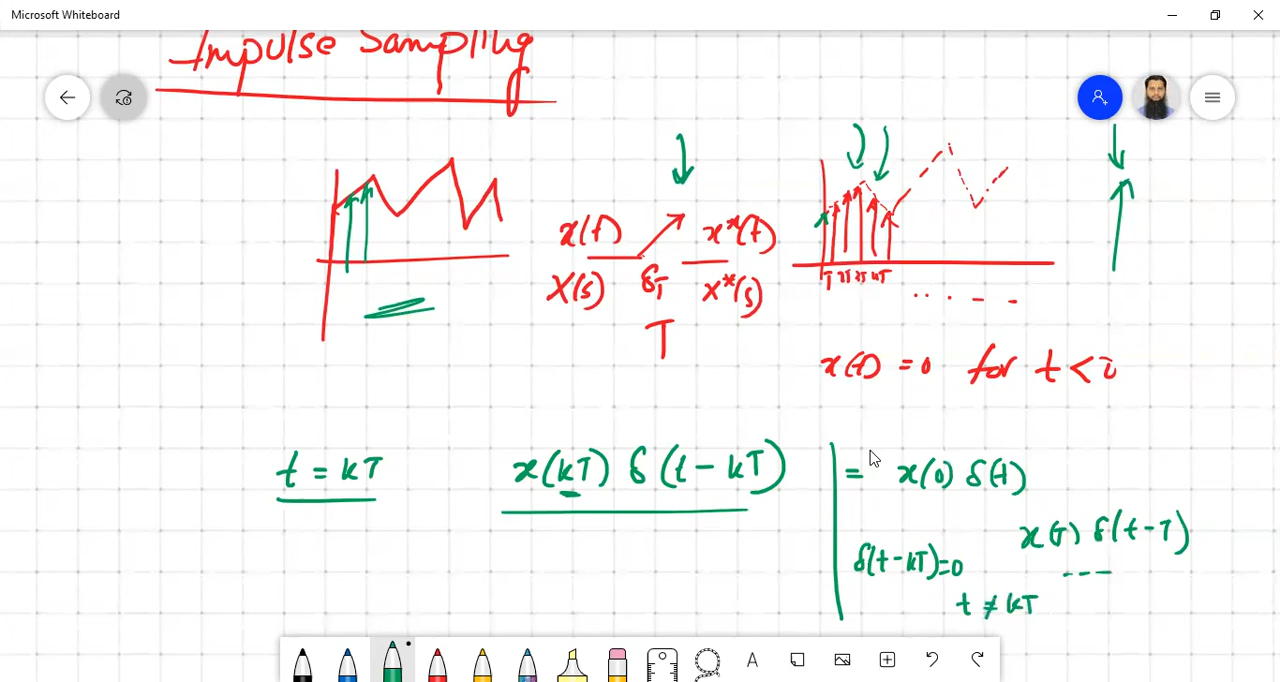 Microsoft Whiteboard
Impulse Sampling
x(t) x*(t)
X(s) δT X*(s)
T
T 2T 3T 4T
x(t) = 0 for t < 0
t = kT x(kT) δ(t - kT) = x(0) δ(t)
x(T) δ(t-T)
δ(t-kT)=0
t ≠ kT
A